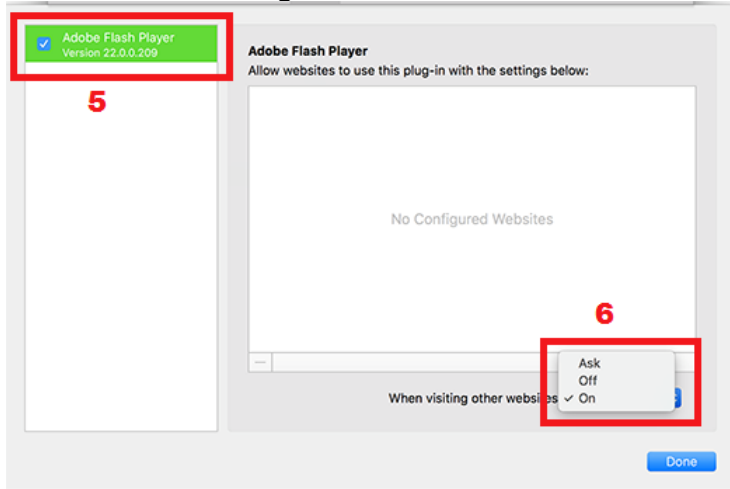 Adobe Flash Player
Version 22.0.0.209
5
Adobe Flash Player
Allow websites to use this plug-in with the settings below:
No Configured Websites
6
Ask
Off
✓ On
When visiting other websites
Done